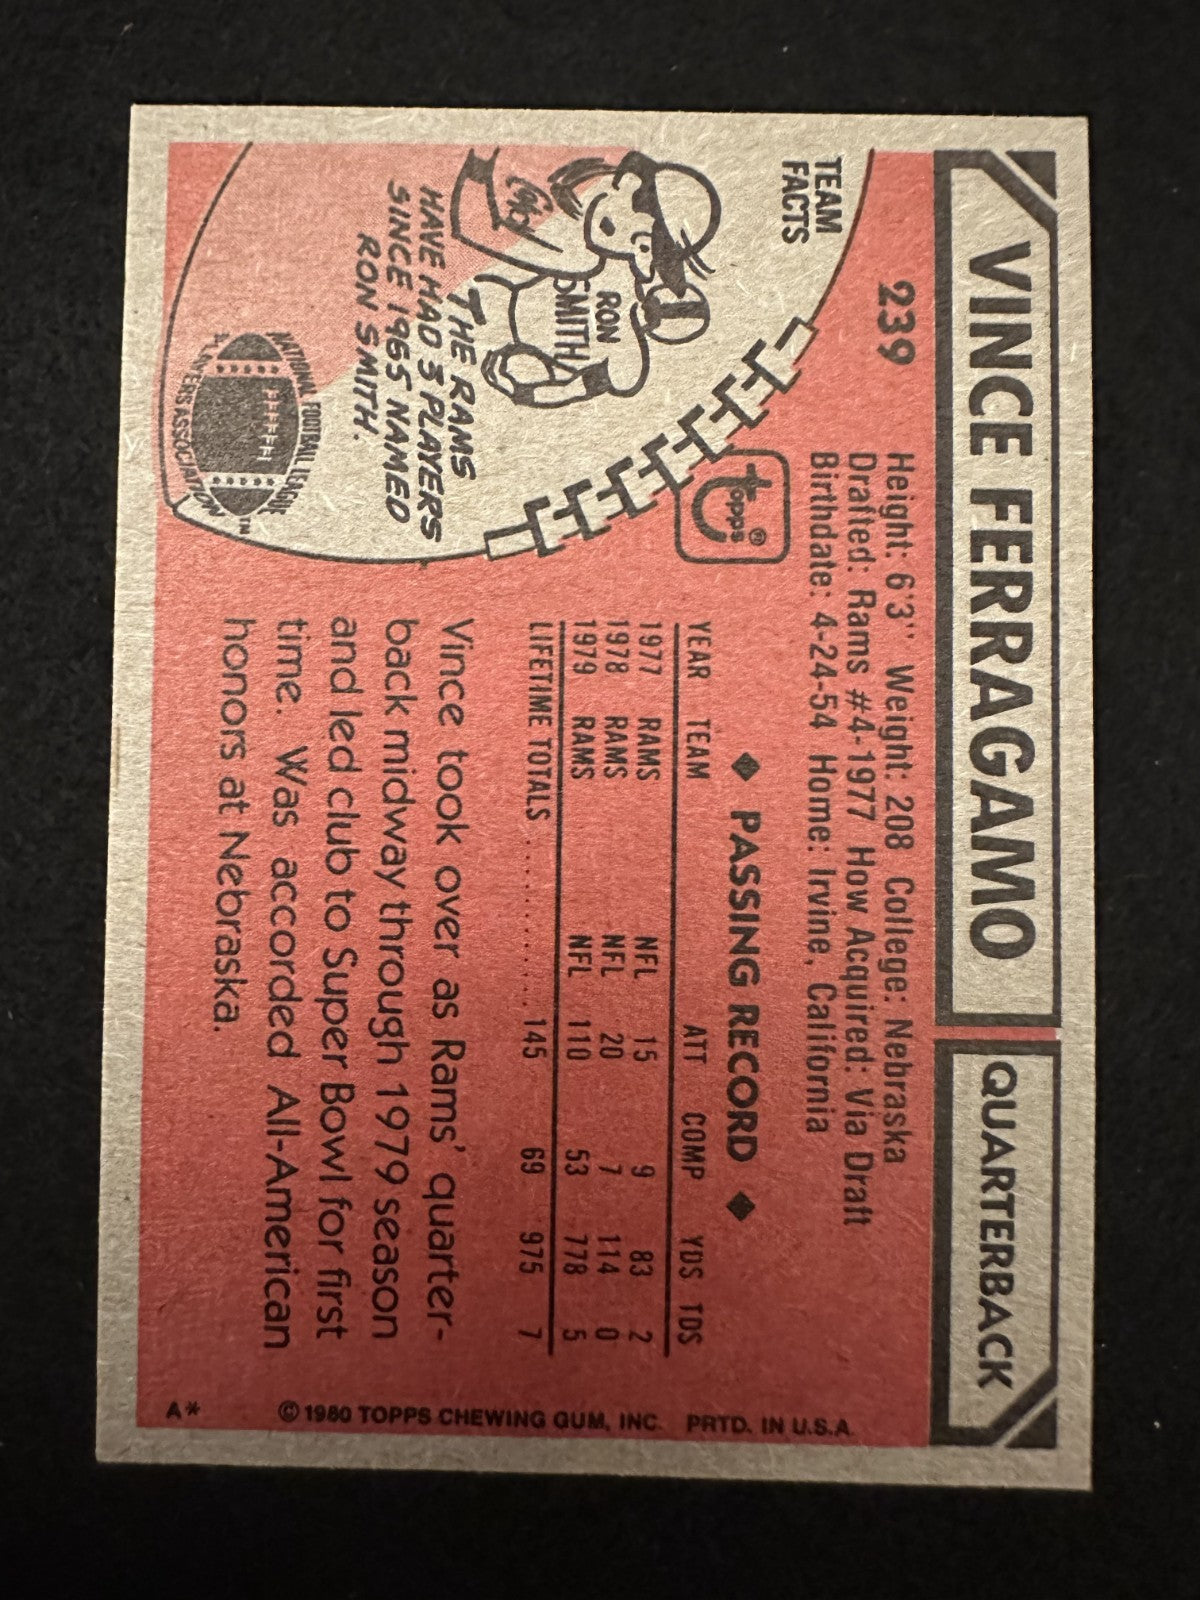 VINCE FERRAGAMO
QUARTERBACK
239
Height: 6'3'' Weight: 208 College: Nebraska
Drafted: Rams #4-1977 How Acquired: Via Draft
Birthdate: 4-24-54 Home: Irvine, California
TEAM
FACTS
RON
SMITH
THE RAMS
HAVE HAD 3 PLAYERS
SINCE 1965 NAMED
RON SMITH.
NATIONAL FOOTBALL LEAGUE
PLAYERS ASSOCIATION
TM
topps®
◆ PASSING RECORD ◆
YEAR TEAM ATT COMP YDS TDS
1977 RAMS NFL 15 9 83 2
1978 RAMS NFL 20 7 114 0
1979 RAMS NFL 110 53 778 5
LIFETIME TOTALS .......... 145 69 975 7
Vince took over as Rams' quarter-
back midway through 1979 season
and led club to Super Bowl for first
time. Was accorded All-American
honors at Nebraska.
© 1980 TOPPS CHEWING GUM, INC. PRTD. IN U.S.A
A*